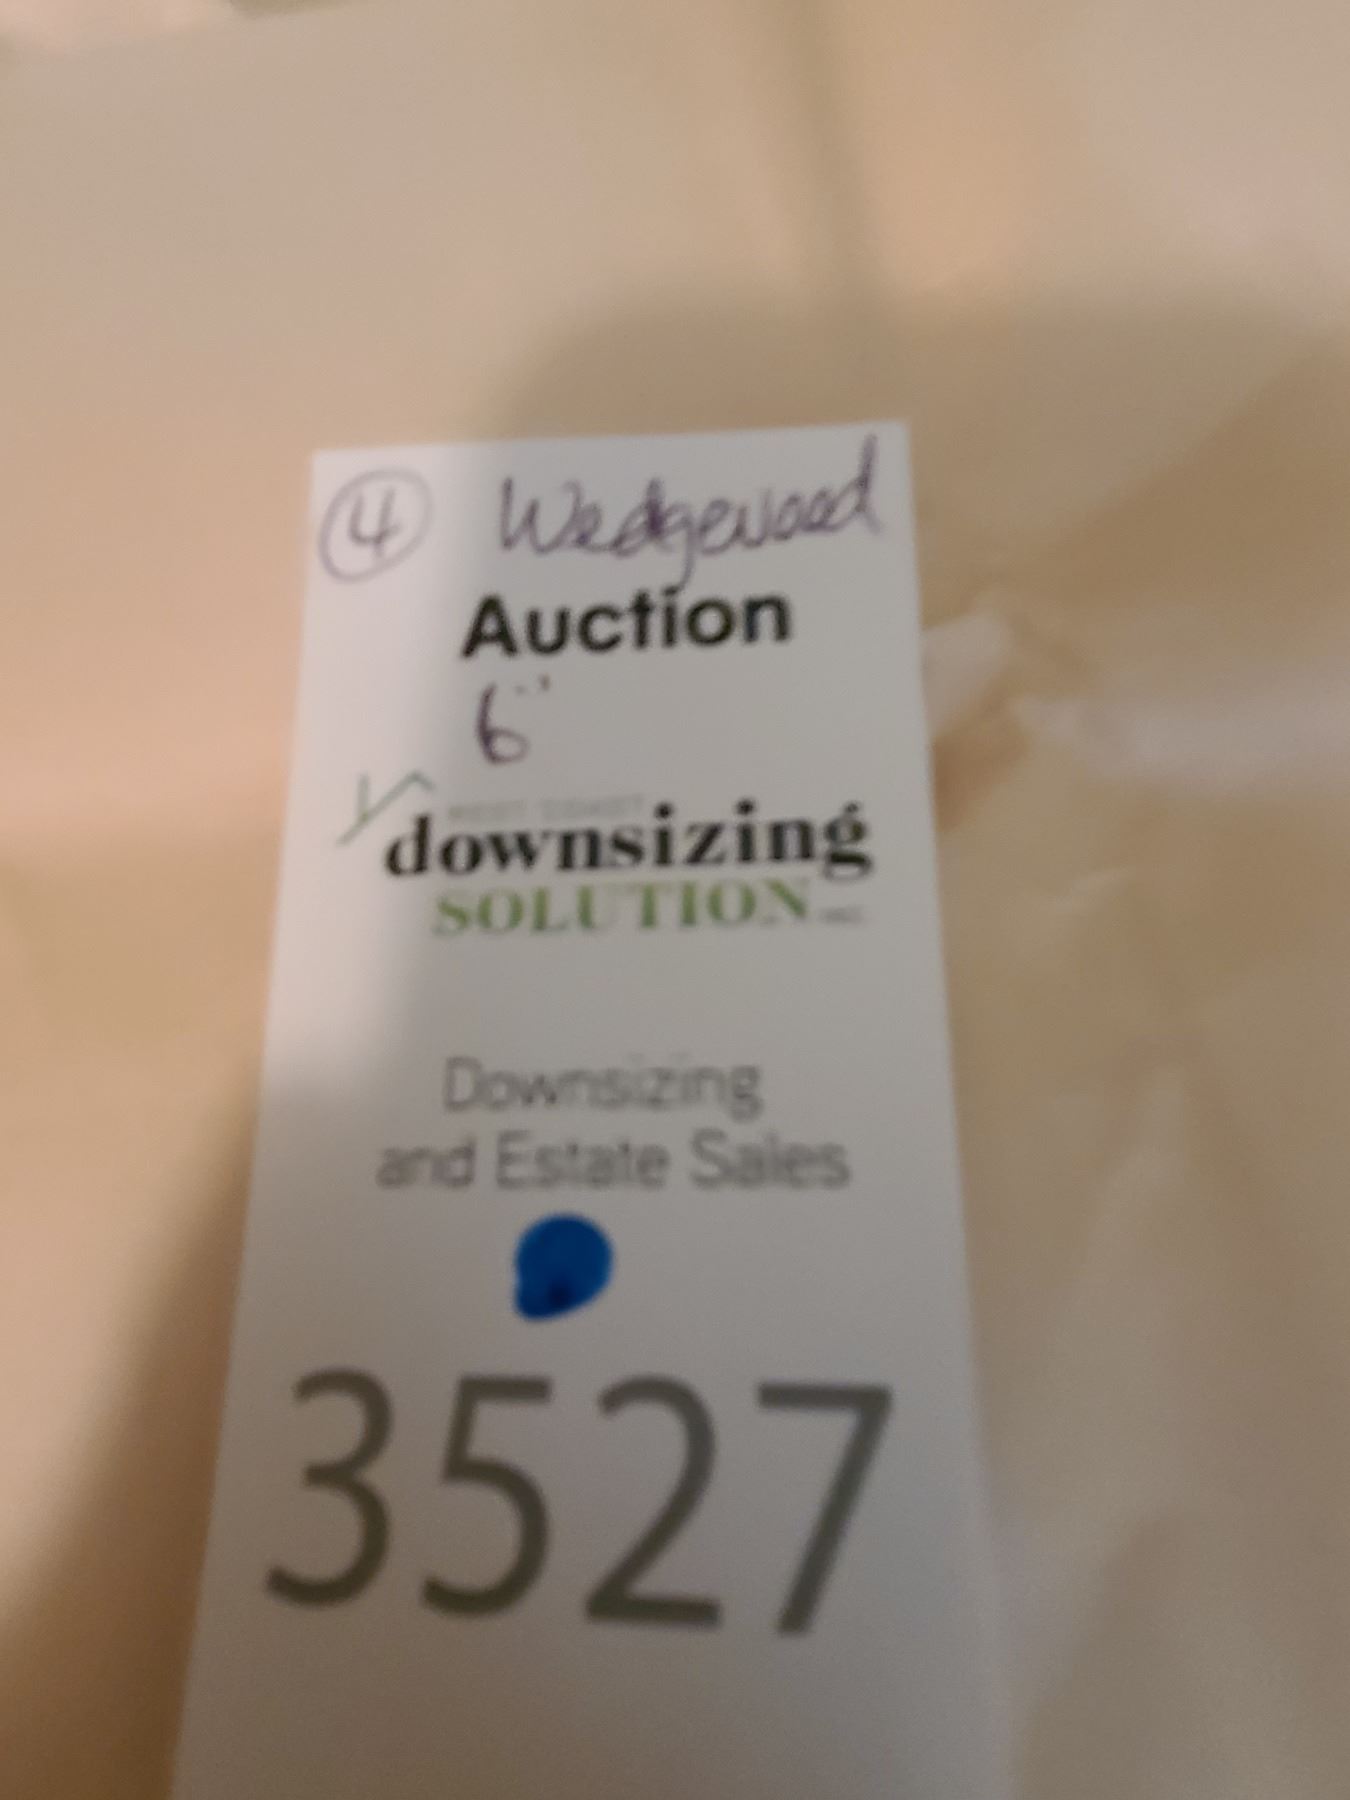 4 Wedgewood
Auction
6"
downsizing
SOLUTION
Downsizing
and Estate Sales
3527